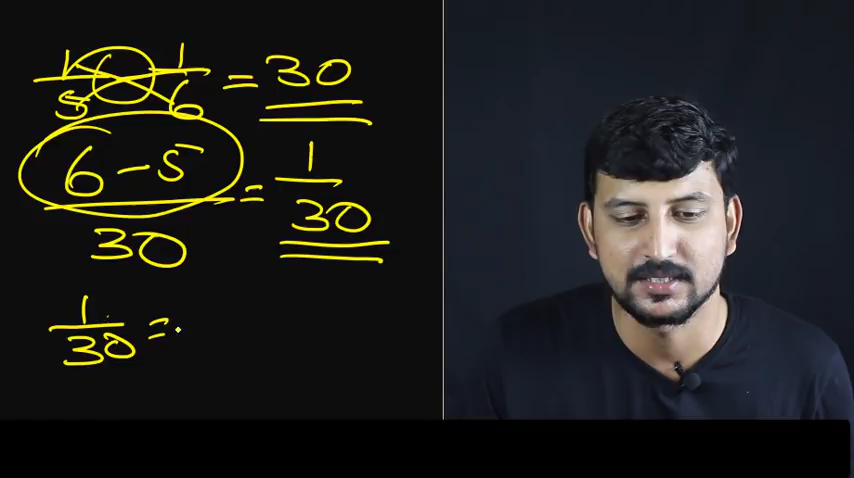 1/5 - 1/6 = 30
6 - 5/30 = 1/30
1/30 =